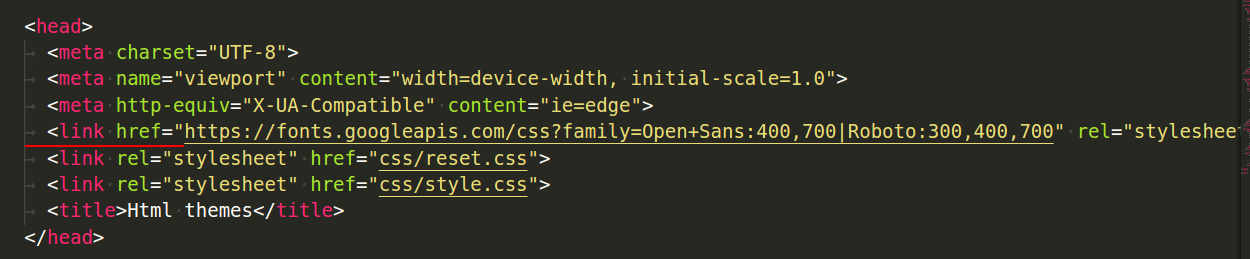 <head>
<meta charset="UTF-8">
<meta name="viewport" content="width=device-width, initial-scale=1.0">
<meta http-equiv="X-UA-Compatible" content="ie=edge">
<link href="https://fonts.googleapis.com/css?family=Open+Sans:400,700|Roboto:300,400,700" rel="styleshee
<link rel="stylesheet" href="css/reset.css">
<link rel="stylesheet" href="css/style.css">
<title>Html themes</title>
</head>